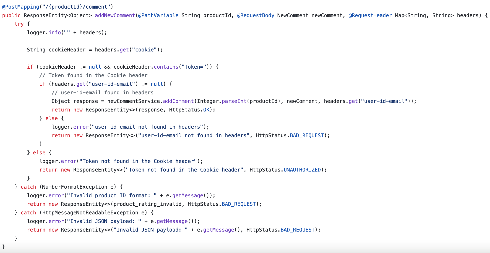 @PostMapping("/{productId}/comment")
public ResponseEntity<Object> addNewComment(@PathVariable String productId, @RequestBody NewComment newComment, @RequestHeader Map<String, String> headers) {
try {
logger.info("" + headers);
String cookieHeader = headers.get("cookie");
if (cookieHeader != null && cookieHeader.contains("Token=")) {
// Token found in the Cookie header
if (headers.get("user-id-email") != null) {
// user-id-email found in headers
Object response = newCommentService.addComment(Integer.parseInt(productId), newComment, headers.get("user-id-email"));
return new ResponseEntity<>(response, HttpStatus.OK);
} else {
logger.error("user-id-email not found in headers");
return new ResponseEntity<>("user-id-email not found in headers", HttpStatus.BAD_REQUEST);
}
} else {
logger.error("Token not found in the Cookie header");
return new ResponseEntity<>("Token not found in the Cookie header", HttpStatus.UNAUTHORIZED);
}
} catch (NumberFormatException e) {
logger.error("Invalid product ID format: " + e.getMessage());
return new ResponseEntity<>(product_rating_invalid, HttpStatus.BAD_REQUEST);
} catch (HttpMessageNotReadableException e) {
logger.error("Invalid JSON payload: " + e.getMessage());
return new ResponseEntity<>("Invalid JSON payload: " + e.getMessage(), HttpStatus.BAD_REQUEST);
}
}